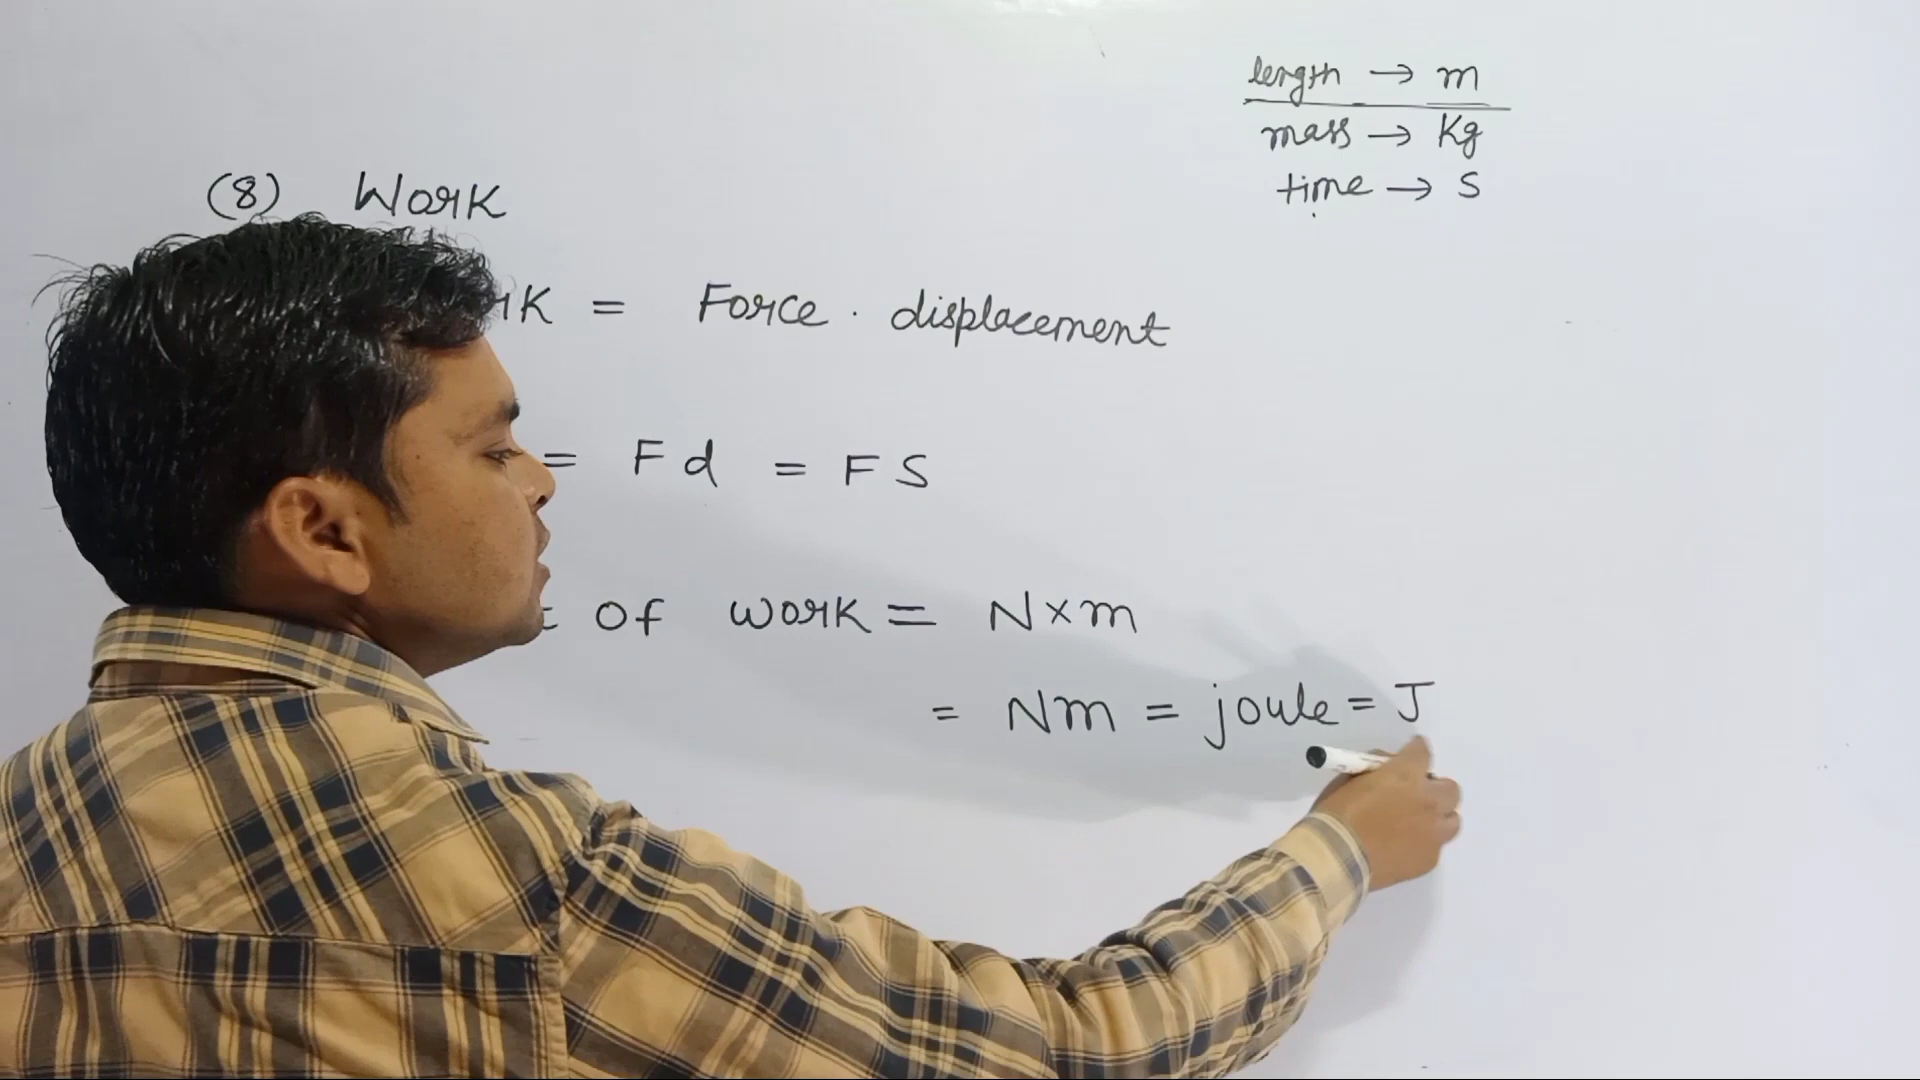 length → m
mass → Kg
time → S
(8) Work
= Force . displacement
= Fd = FS
of work = N×m
= Nm = joule = J